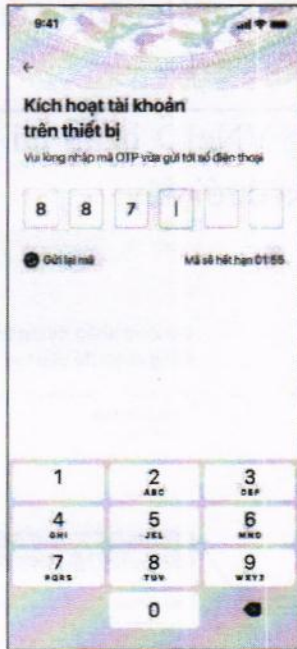 9:41
Kích hoạt tài khoản
trên thiết bị
Vui lòng nhập mã OTP vừa gửi tới số điện thoại
8 8 7
Gửi lại mã Mã sẽ hết hạn 01:55
1 2 3
ABC DEF
4 5 6
GHI JKL MNO
7 8 9
PQRS TUV WXYZ
0